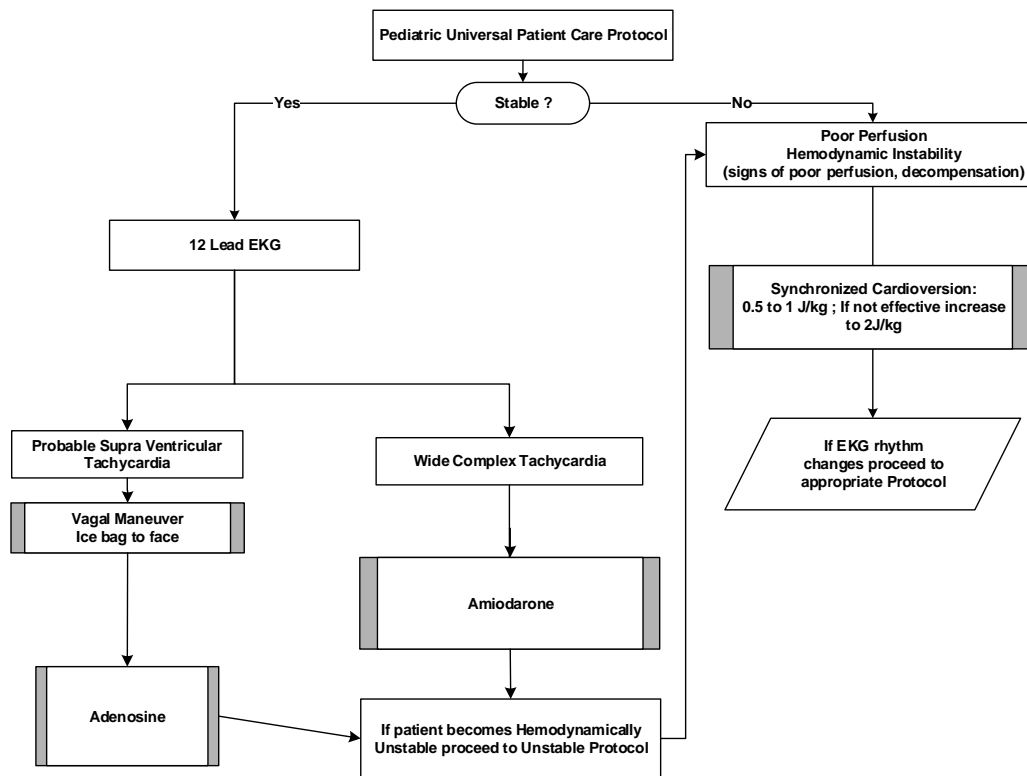 Pediatric Universal Patient Care Protocol
Stable ?
Yes
No
Poor Perfusion
Hemodynamic Instability
(signs of poor perfusion, decompensation)
12 Lead EKG
Synchronized Cardioversion:
0.5 to 1 J/kg ; If not effective increase
to 2J/kg
Probable Supra Ventricular
Tachycardia
Wide Complex Tachycardia
If EKG rhythm
changes proceed to
appropriate Protocol
Vagal Maneuver
Ice bag to face
Amiodarone
Adenosine
If patient becomes Hemodynamically
Unstable proceed to Unstable Protocol